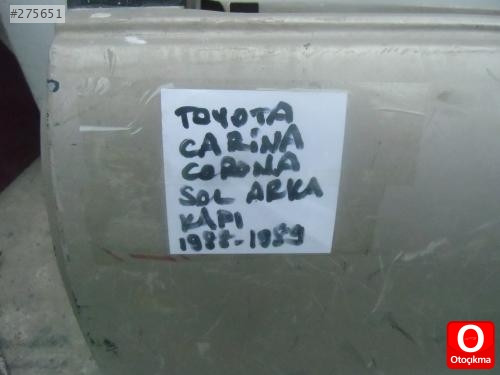 #275651
TOYOTA
CARİNA
CORONA
SOL ARKA
KAPI
1988-1989
O
Otoçıkma